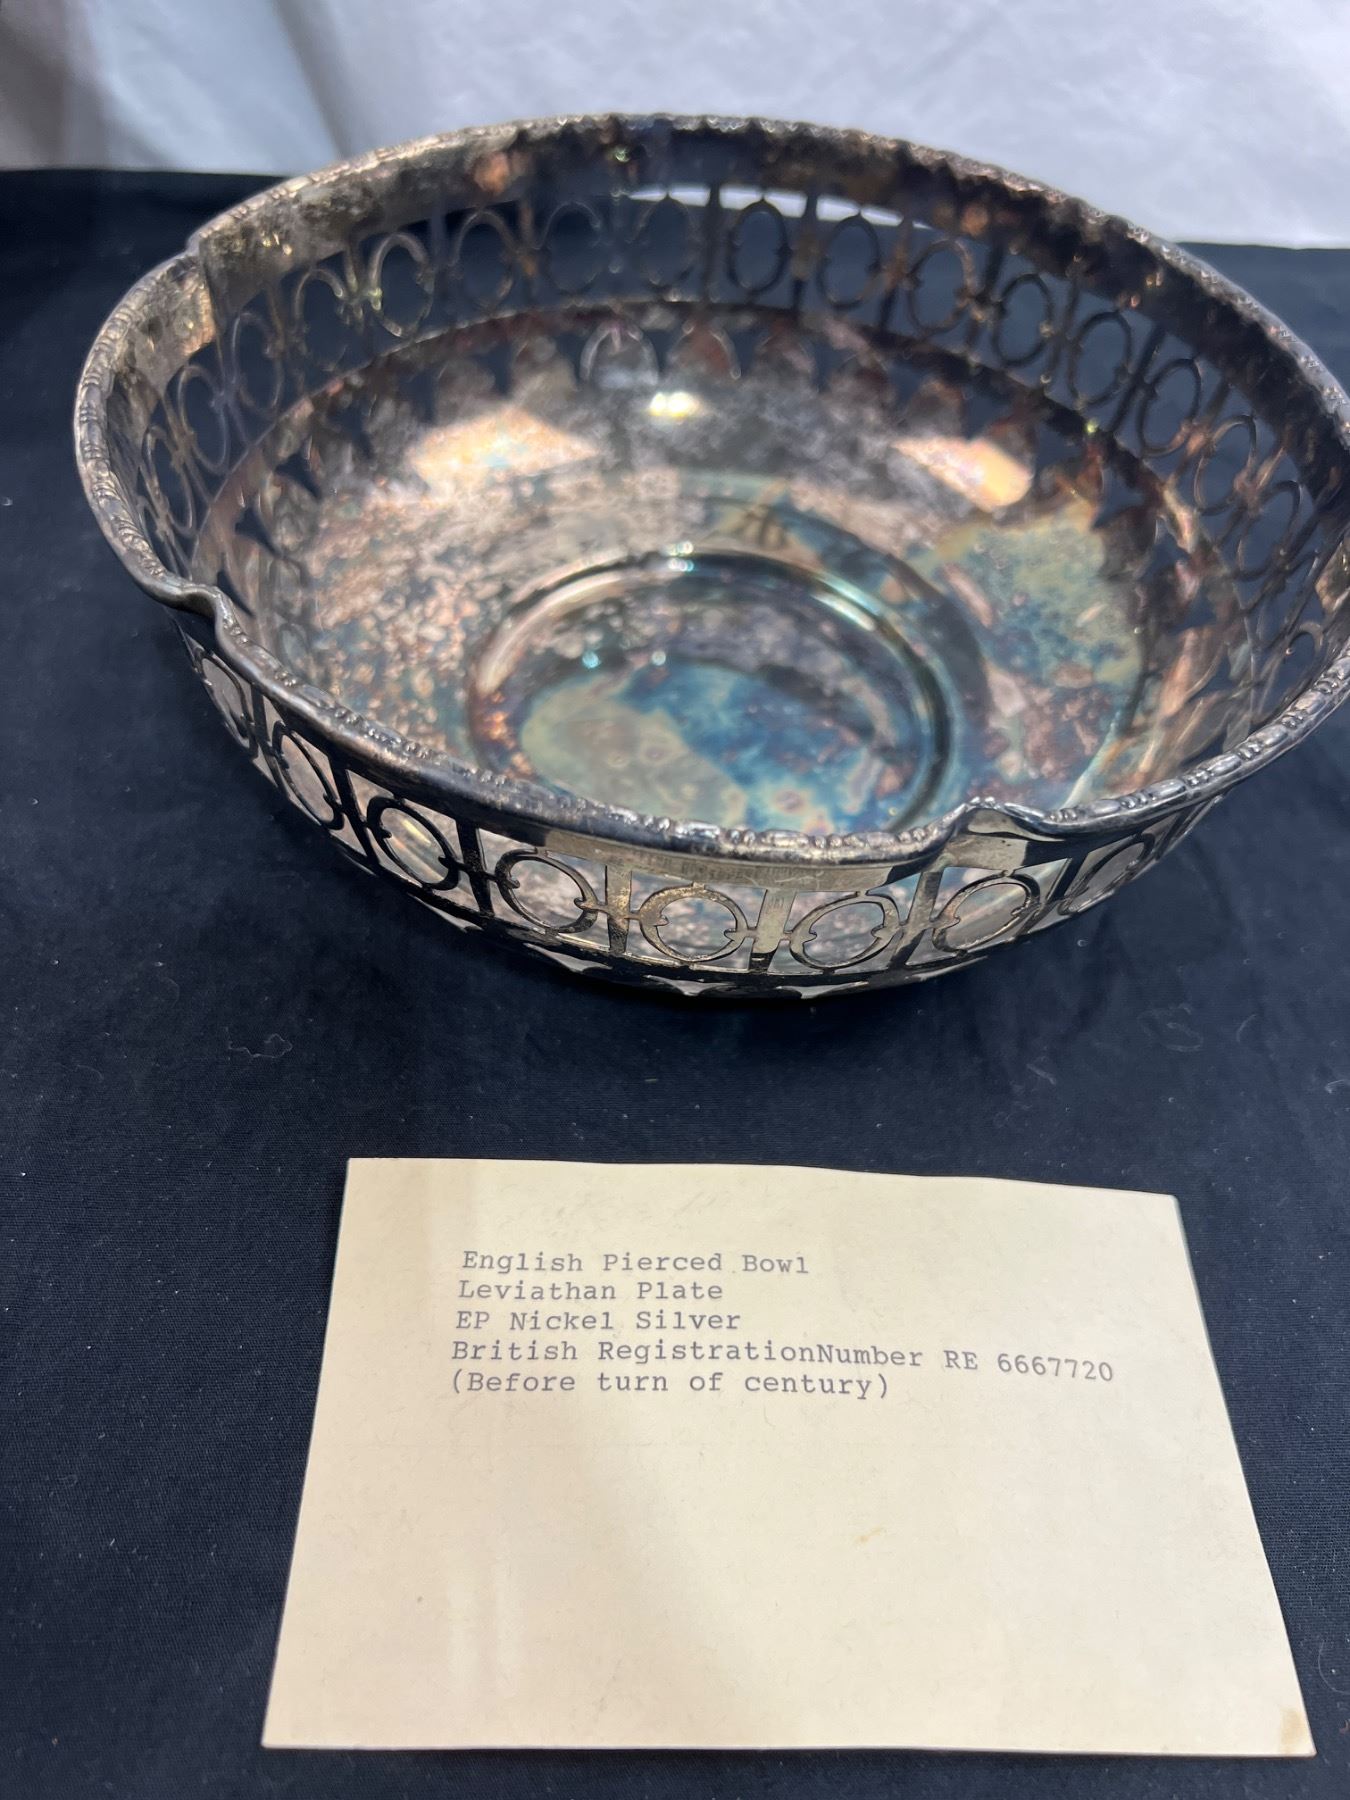 English Pierced Bowl
Leviathan Plate
EP Nickel Silver
British RegistrationNumber RE 6667720
(Before turn of century)